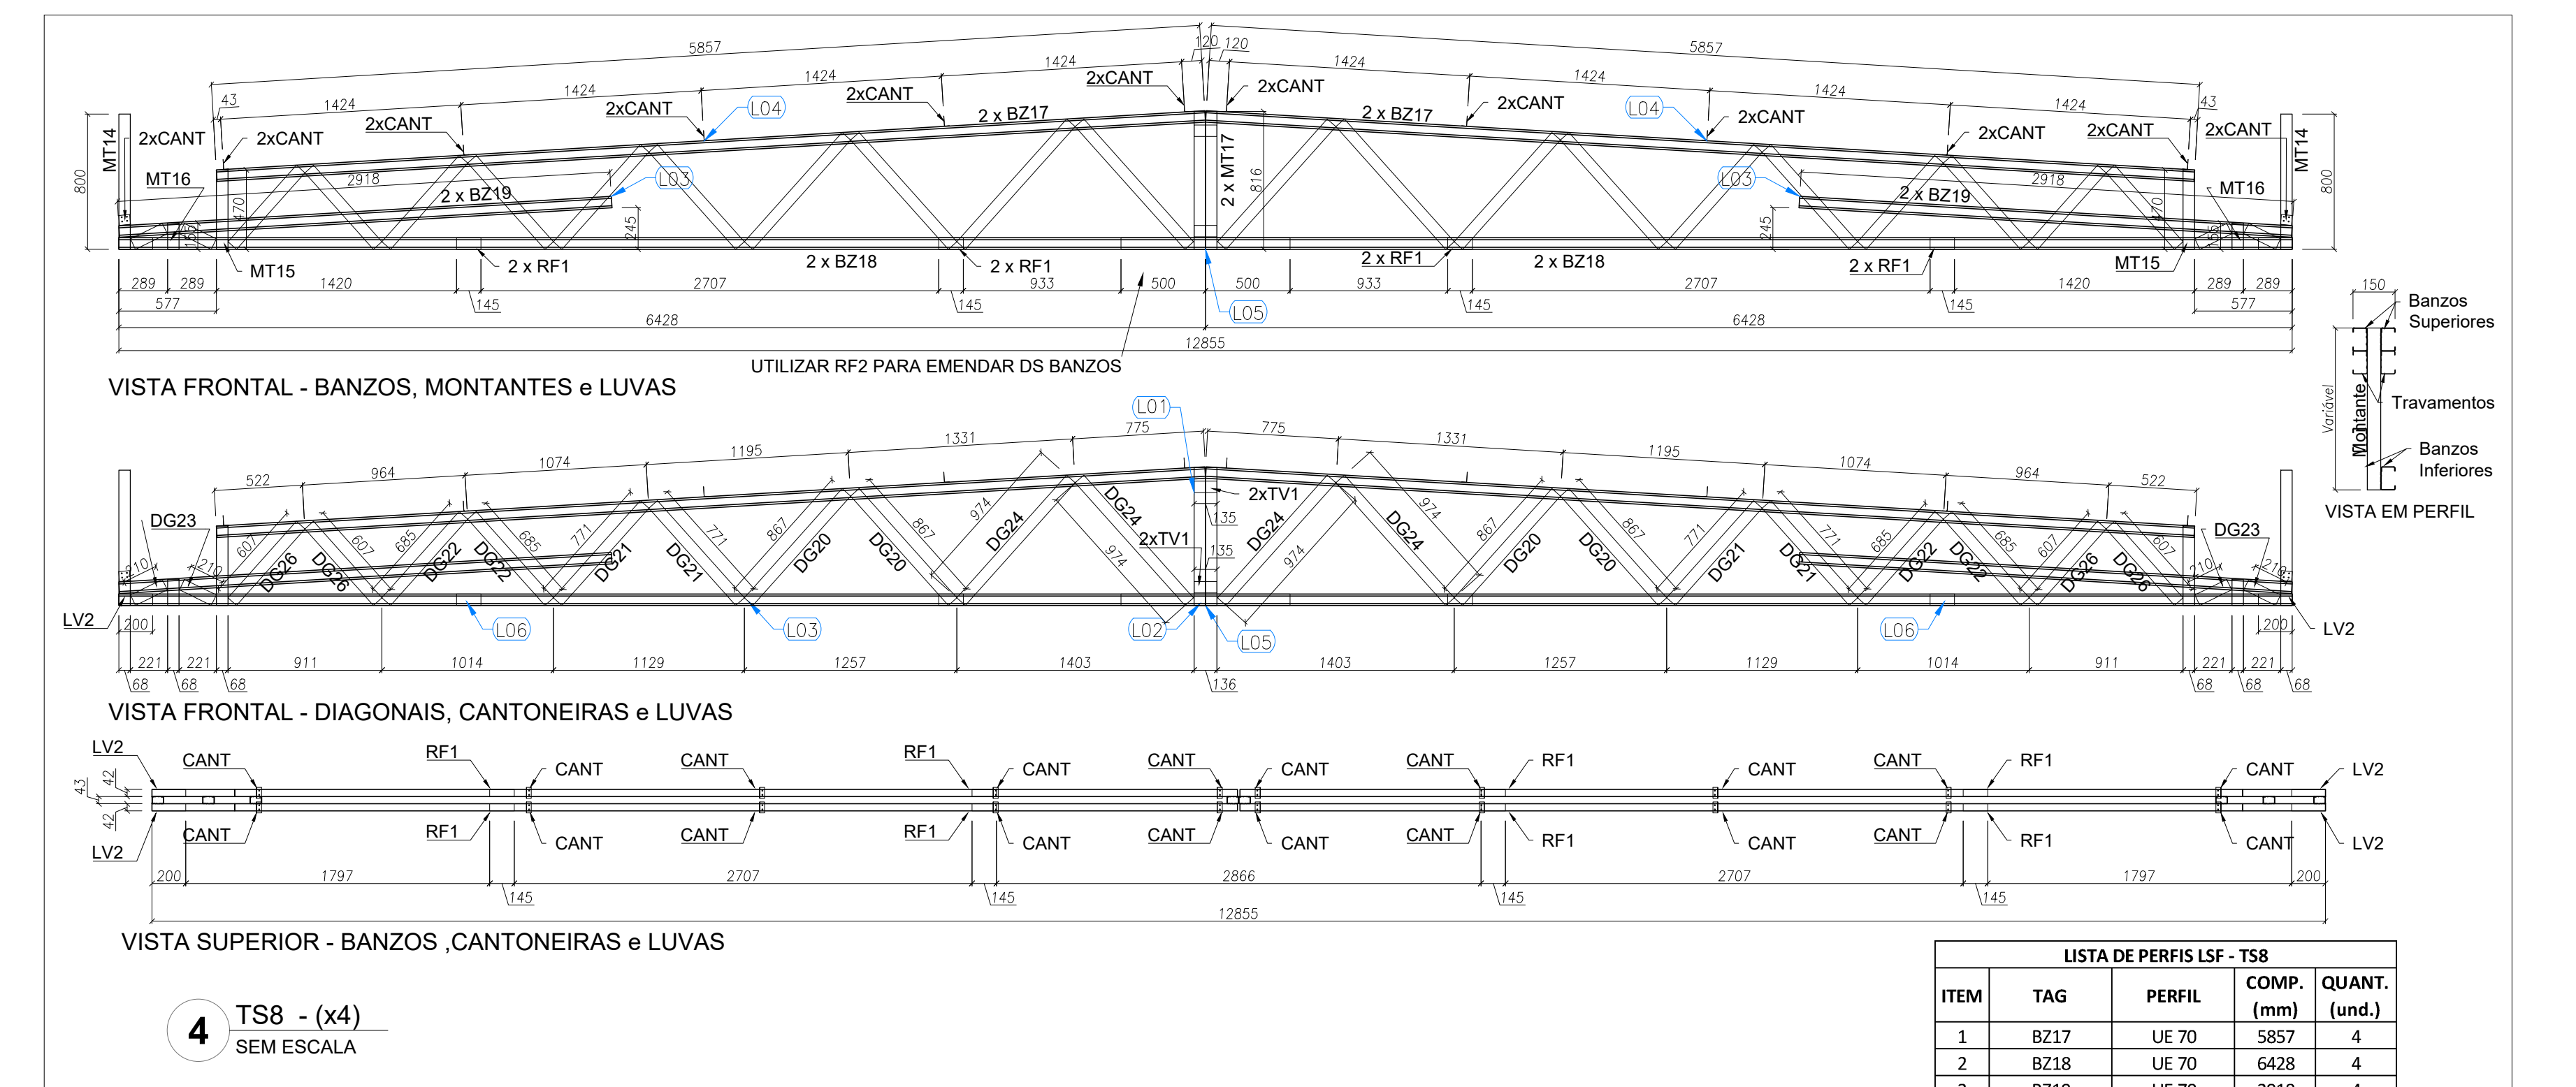 5857
120
120
5857
1424
1424
1424
1424
1424
1424
1424
1424
43
43
2xCANT
2xCANT
2xCANT
2xCANT
2xCANT
2xCANT
2xCANT
2xCANT
2xCANT
2xCANT
2xCANT
2xCANT
L04
L04
2 x BZ17
2 x BZ17
MT14
MT14
800
800
MT16
MT16
2918
2918
L03
L03
2 x BZ19
2 x BZ19
470
470
245
245
155
155
2 x MT17
816
MT15
MT15
2 x RF1
2 x BZ18
2 x RF1
2 x RF1
2 x BZ18
2 x RF1
289
289
1420
2707
933
500
500
933
2707
1420
289
289
577
145
145
L05
145
145
577
6428
6428
12855
UTILIZAR RF2 PARA EMENDAR DS BANZOS
VISTA FRONTAL - BANZOS, MONTANTES e LUVAS
150
Banzos
Superiores
Variável
Montante
Travamentos
Banzos
Inferiores
VISTA EM PERFIL
L01
775
775
1331
1331
1195
1195
1074
1074
964
964
522
522
DG23
DG23
607
607
685
685
771
771
867
867
974
974
974
974
867
867
771
771
685
685
607
607
210
210
210
210
DG26
DG26
DG22
DG22
DG21
DG21
DG20
DG20
DG24
DG24
DG24
DG24
DG20
DG20
DG21
DG21
DG22
DG22
DG26
DG26
2xTV1
135
2xTV1
135
LV2
200
L06
L03
L02
L05
L06
200
LV2
221
221
911
1014
1129
1257
1403
1403
1257
1129
1014
911
221
221
68
68
68
136
68
68
68
VISTA FRONTAL - DIAGONAIS, CANTONEIRAS e LUVAS
LV2
CANT
RF1
CANT
CANT
RF1
CANT
CANT
CANT
CANT
RF1
CANT
CANT
RF1
CANT
LV2
43
42
42
LV2
CANT
RF1
CANT
CANT
RF1
CANT
CANT
CANT
CANT
RF1
CANT
CANT
RF1
CANT
LV2
200
1797
2707
2866
2707
1797
200
145
145
145
145
12855
VISTA SUPERIOR - BANZOS ,CANTONEIRAS e LUVAS
4
TS8 - (x4)
SEM ESCALA
LISTA DE PERFIS LSF - TS8
ITEM TAG PERFIL COMP. (mm) QUANT. (und.)
1 BZ17 UE 70 5857 4
2 BZ18 UE 70 6428 4